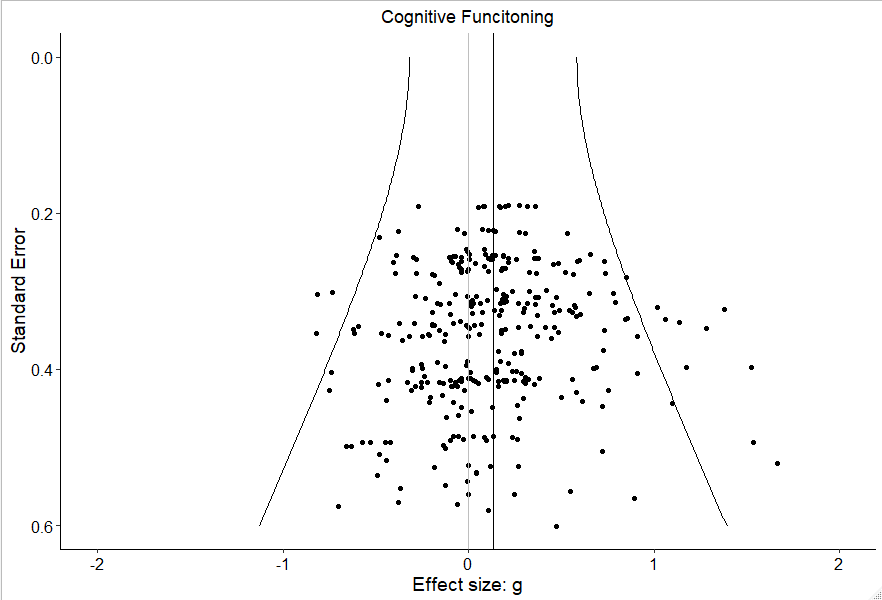 Cognitive Funcitoning
0.0
0.2
0.4
0.6
Standard Error
-2 -1 0 1 2
Effect size: g